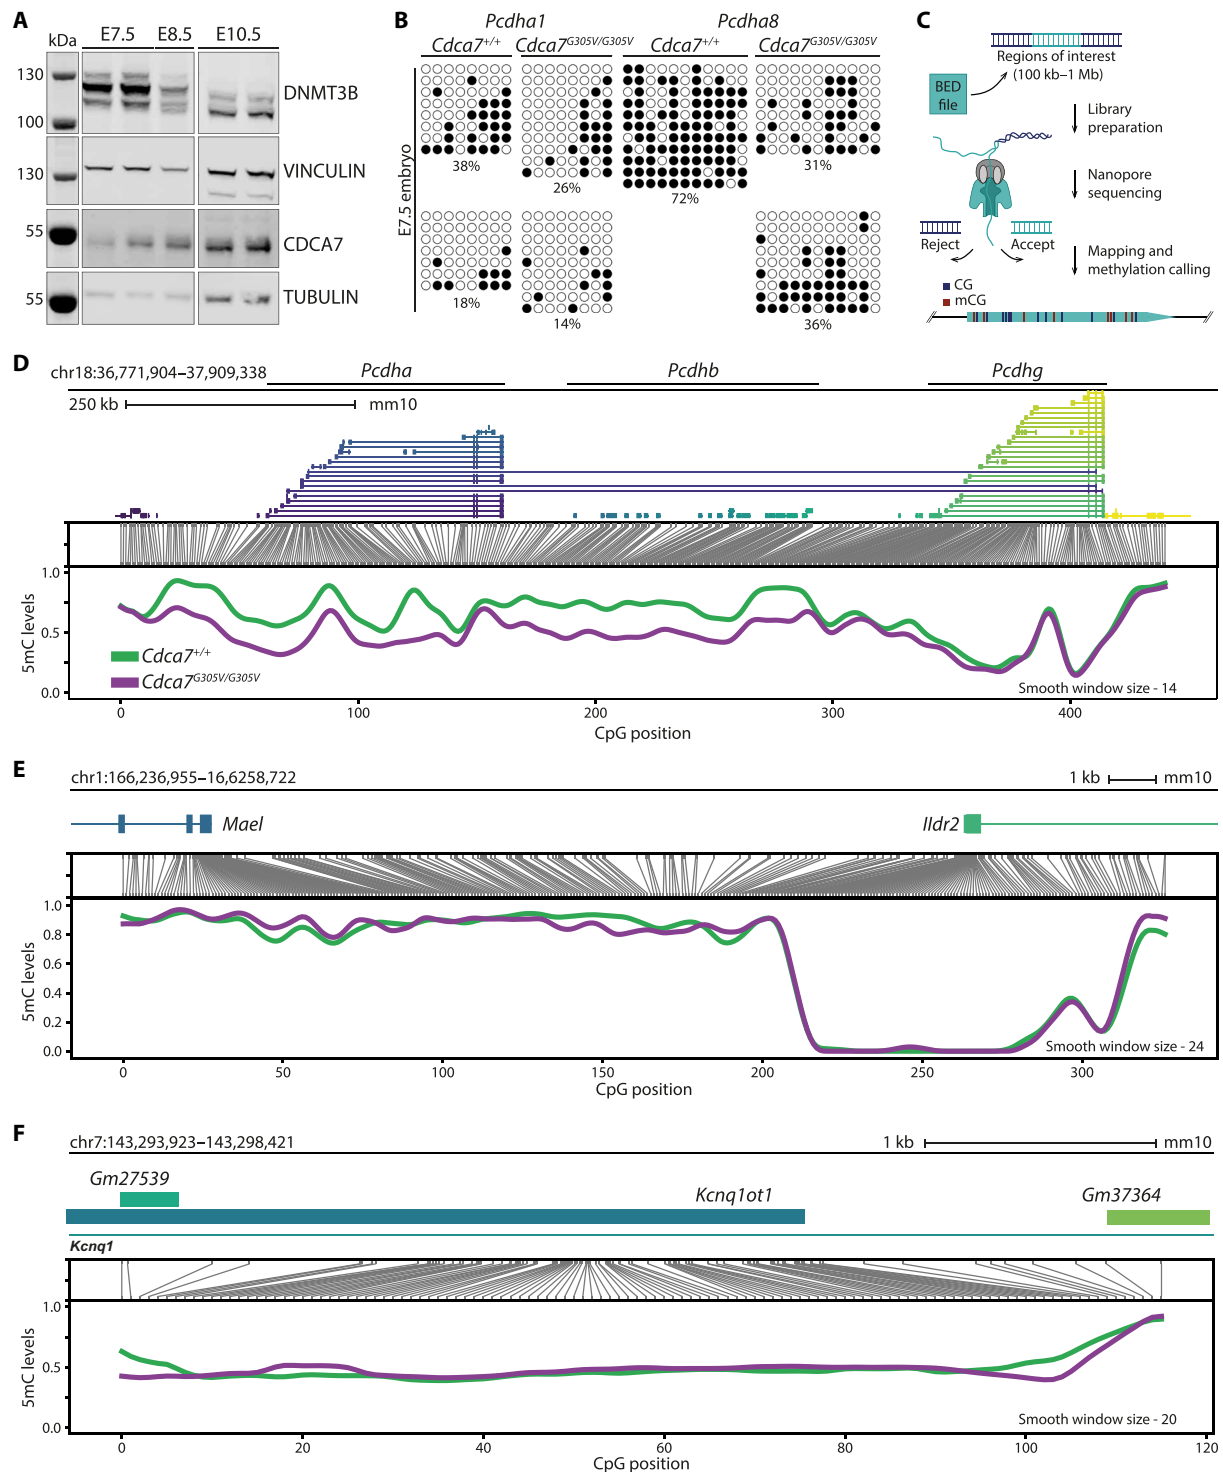 A
kDa
E7.5
E8.5
E10.5
130
100
DNMT3B
130
VINCULIN
55
CDCA7
55
TUBULIN
B
Pcdha1
Pcdha8
Cdca7+/+
Cdca7G305V/G305V
Cdca7+/+
Cdca7G305V/G305V
E7.5 embryo
38%
26%
72%
31%
18%
14%
36%
C
BED
file
Regions of interest
(100 kb–1 Mb)
Library
preparation
Nanopore
sequencing
Reject
Accept
Mapping and
methylation calling
CG
mCG
D
chr18:36,771,904–37,909,338
Pcdha
Pcdhb
Pcdhg
250 kb
mm10
5mC levels
1.0
0.5
0.0
Cdca7+/+
Cdca7G305V/G305V
Smooth window size - 14
0
100
200
300
400
CpG position
E
chr1:166,236,955–16,6258,722
1 kb
mm10
Mael
Ildr2
5mC levels
1.0
0.8
0.6
0.4
0.2
0.0
Smooth window size - 24
0
50
100
150
200
250
300
CpG position
F
chr7:143,293,923–143,298,421
1 kb
mm10
Gm27539
Kcnq1ot1
Gm37364
Kcnq1
5mC levels
1.0
0.5
0.0
Smooth window size - 20
0
20
40
60
80
100
120
CpG position